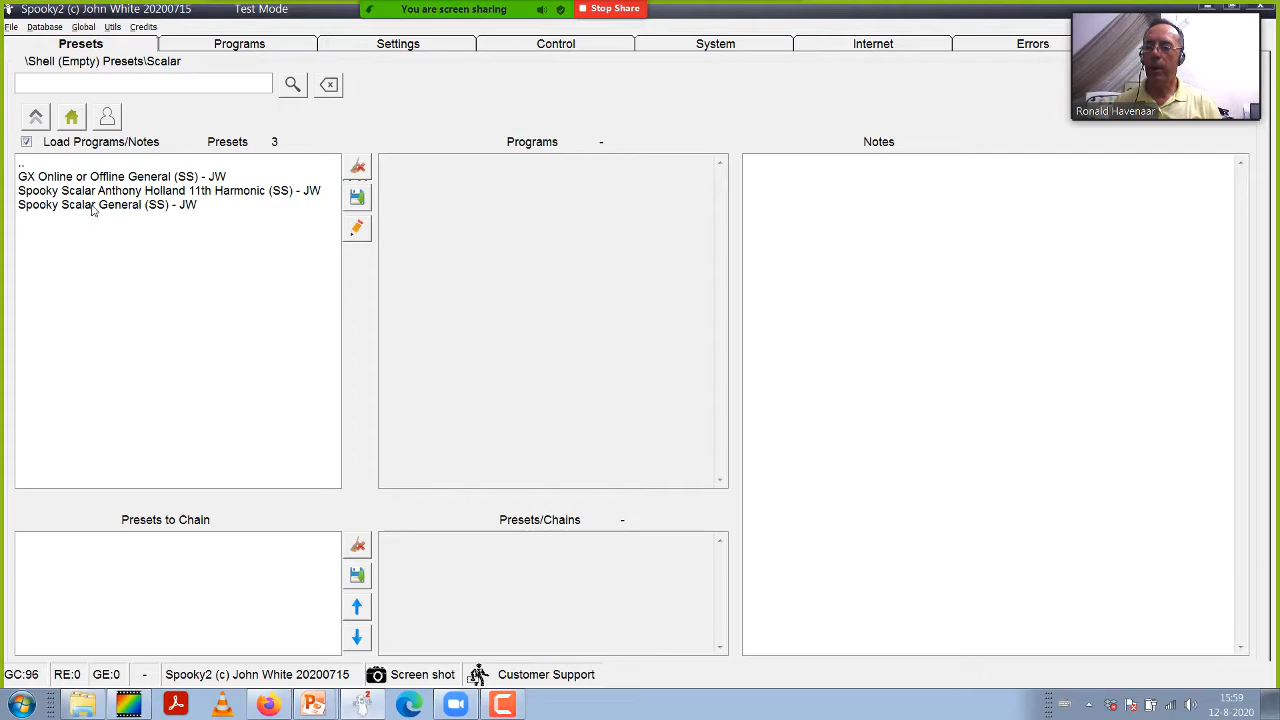 Spooky2 (c) John White 20200715 Test Mode
You are screen sharing
Stop Share
File Database Global Utils Credits
Presets Programs Settings Control System Internet Errors
\Shell (Empty) Presets\Scalar
Ronald Havenaar
Load Programs/Notes Presets 3 Programs - Notes
..
GX Online or Offline General (SS) - JW
Spooky Scalar Anthony Holland 11th Harmonic (SS) - JW
Spooky Scalar General (SS) - JW
Presets to Chain Presets/Chains -
GC:96 RE:0 GE:0 - Spooky2 (c) John White 20200715 Screen shot Customer Support
15:59
12-8-2020